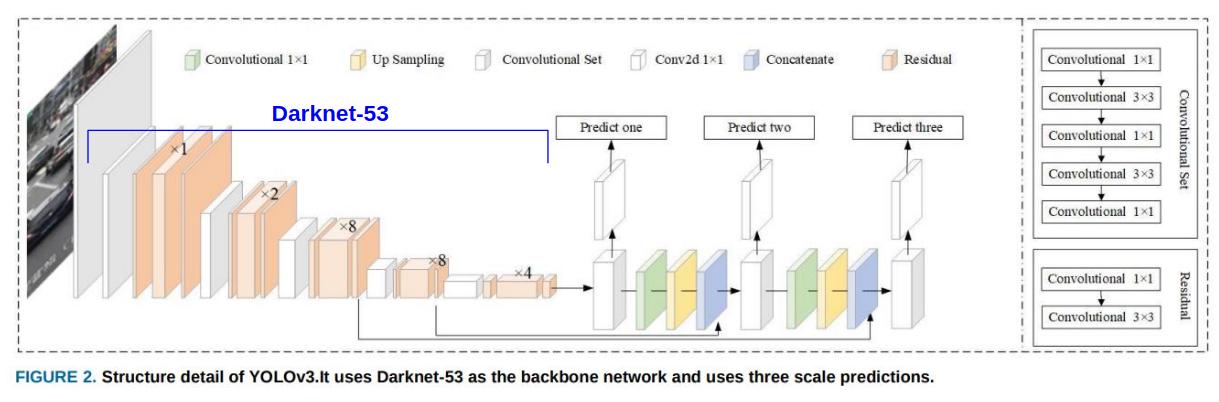 Convolutional 1×1
Up Sampling
Convolutional Set
Conv2d 1×1
Concatenate
Residual
Darknet-53
×1
×2
×8
×8
×4
Predict one
Predict two
Predict three
Convolutional 1×1
Convolutional 3×3
Convolutional 1×1
Convolutional 3×3
Convolutional 1×1
Convolutional Set
Convolutional 1×1
Convolutional 3×3
Residual
FIGURE 2. Structure detail of YOLOv3.It uses Darknet-53 as the backbone network and uses three scale predictions.